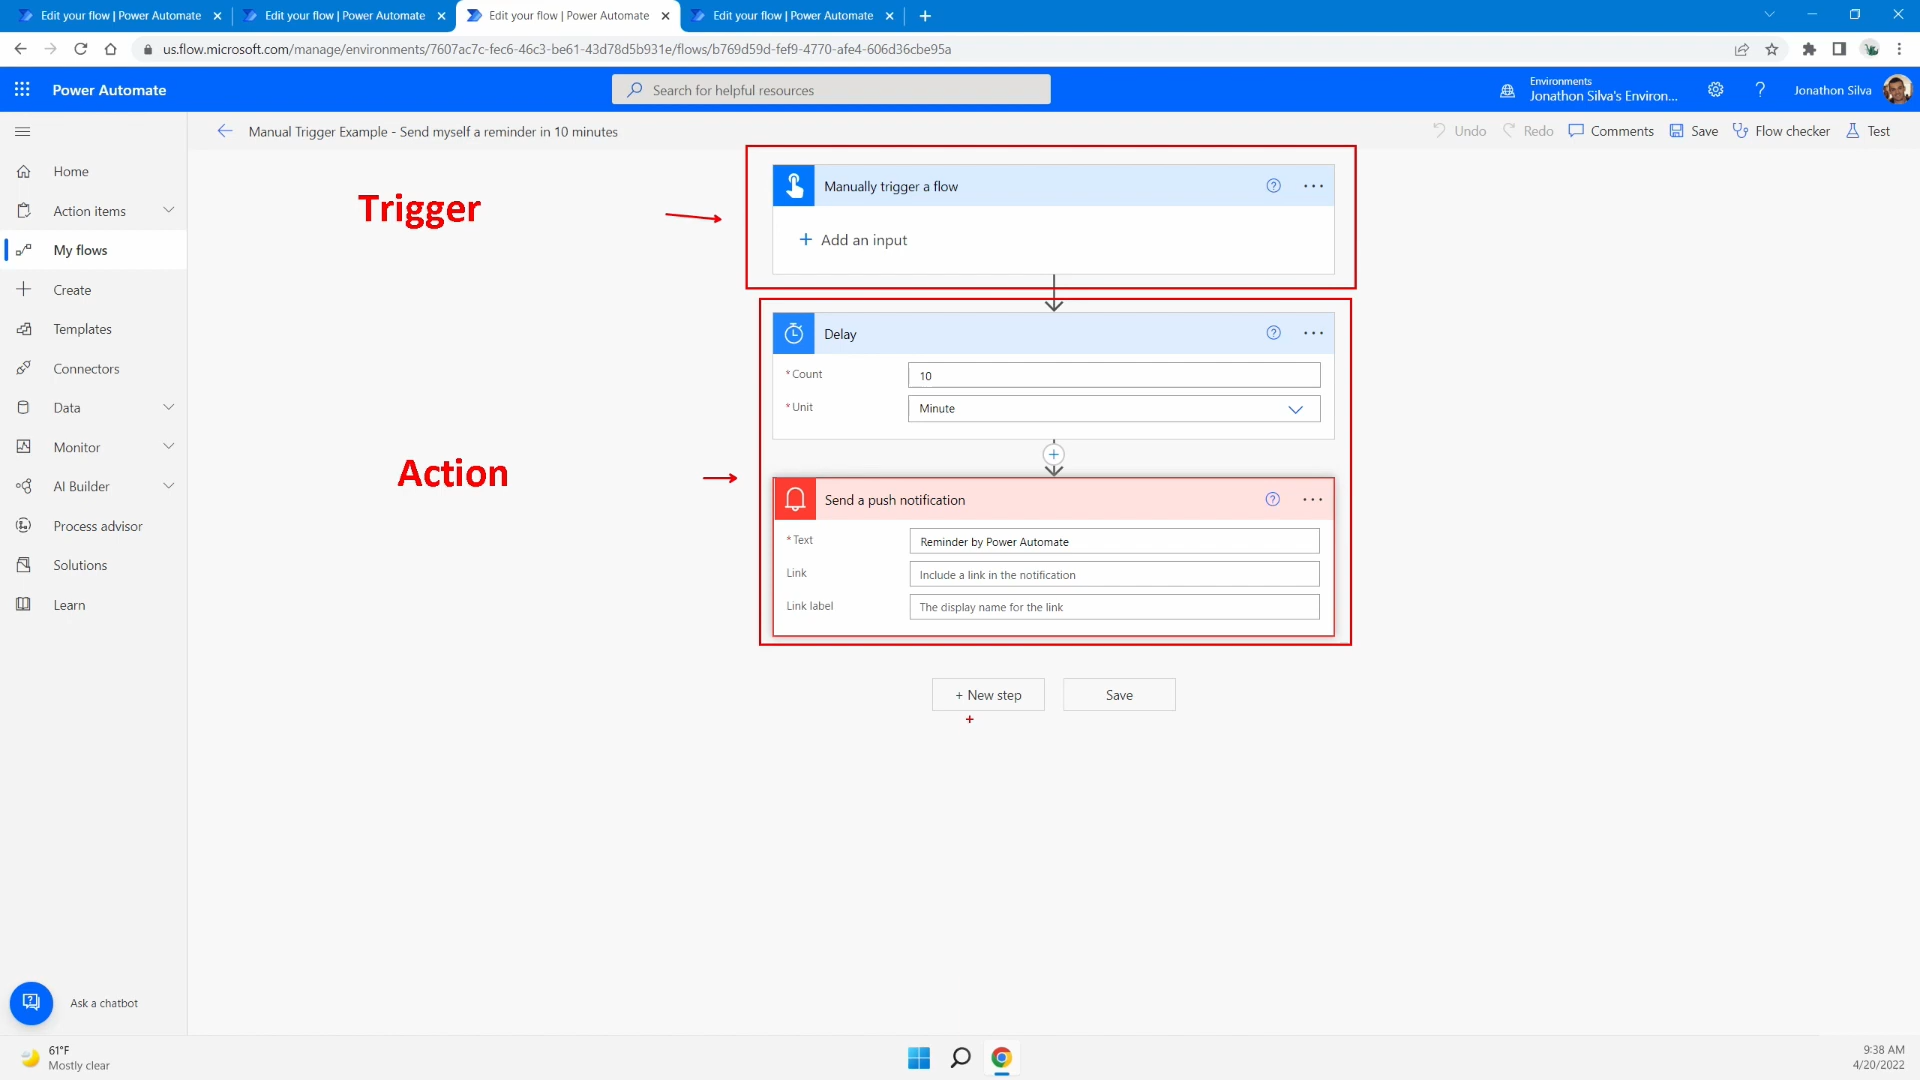 Edit your flow | Power Automate
Edit your flow | Power Automate
Edit your flow | Power Automate
Edit your flow | Power Automate
us.flow.microsoft.com/manage/environments/7607ac7c-fec6-46c3-be61-43d78d5b931e/flows/b769d59d-fef9-4770-afe4-606d36cbe95a
Power Automate
Search for helpful resources
Environments
Jonathon Silva's Environ...
Jonathon Silva
Manual Trigger Example - Send myself a reminder in 10 minutes
Undo
Redo
Comments
Save
Flow checker
Test
Home
Action items
My flows
Create
Templates
Connectors
Data
Monitor
AI Builder
Process advisor
Solutions
Learn
Ask a chatbot
Trigger
Manually trigger a flow
+ Add an input
Action
Delay
* Count
10
* Unit
Minute
Send a push notification
* Text
Reminder by Power Automate
Link
Include a link in the notification
Link label
The display name for the link
+ New step
Save
61°F
Mostly clear
9:38 AM
4/20/2022